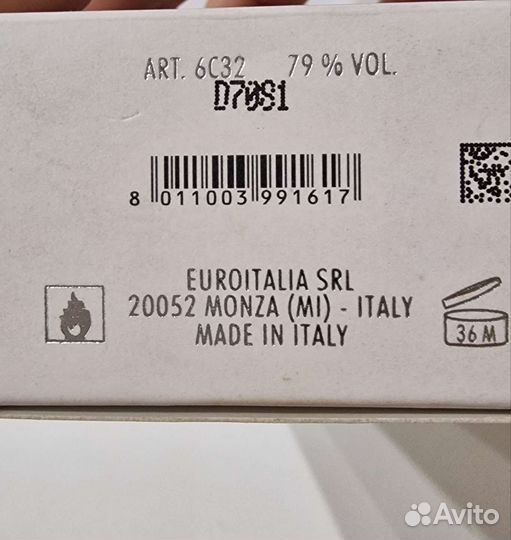 ART. 6C32 79 % VOL.
D70S1
8 011003 991617
EUROITALIA SRL
20052 MONZA (MI) - ITALY
MADE IN ITALY
36 M
Avito